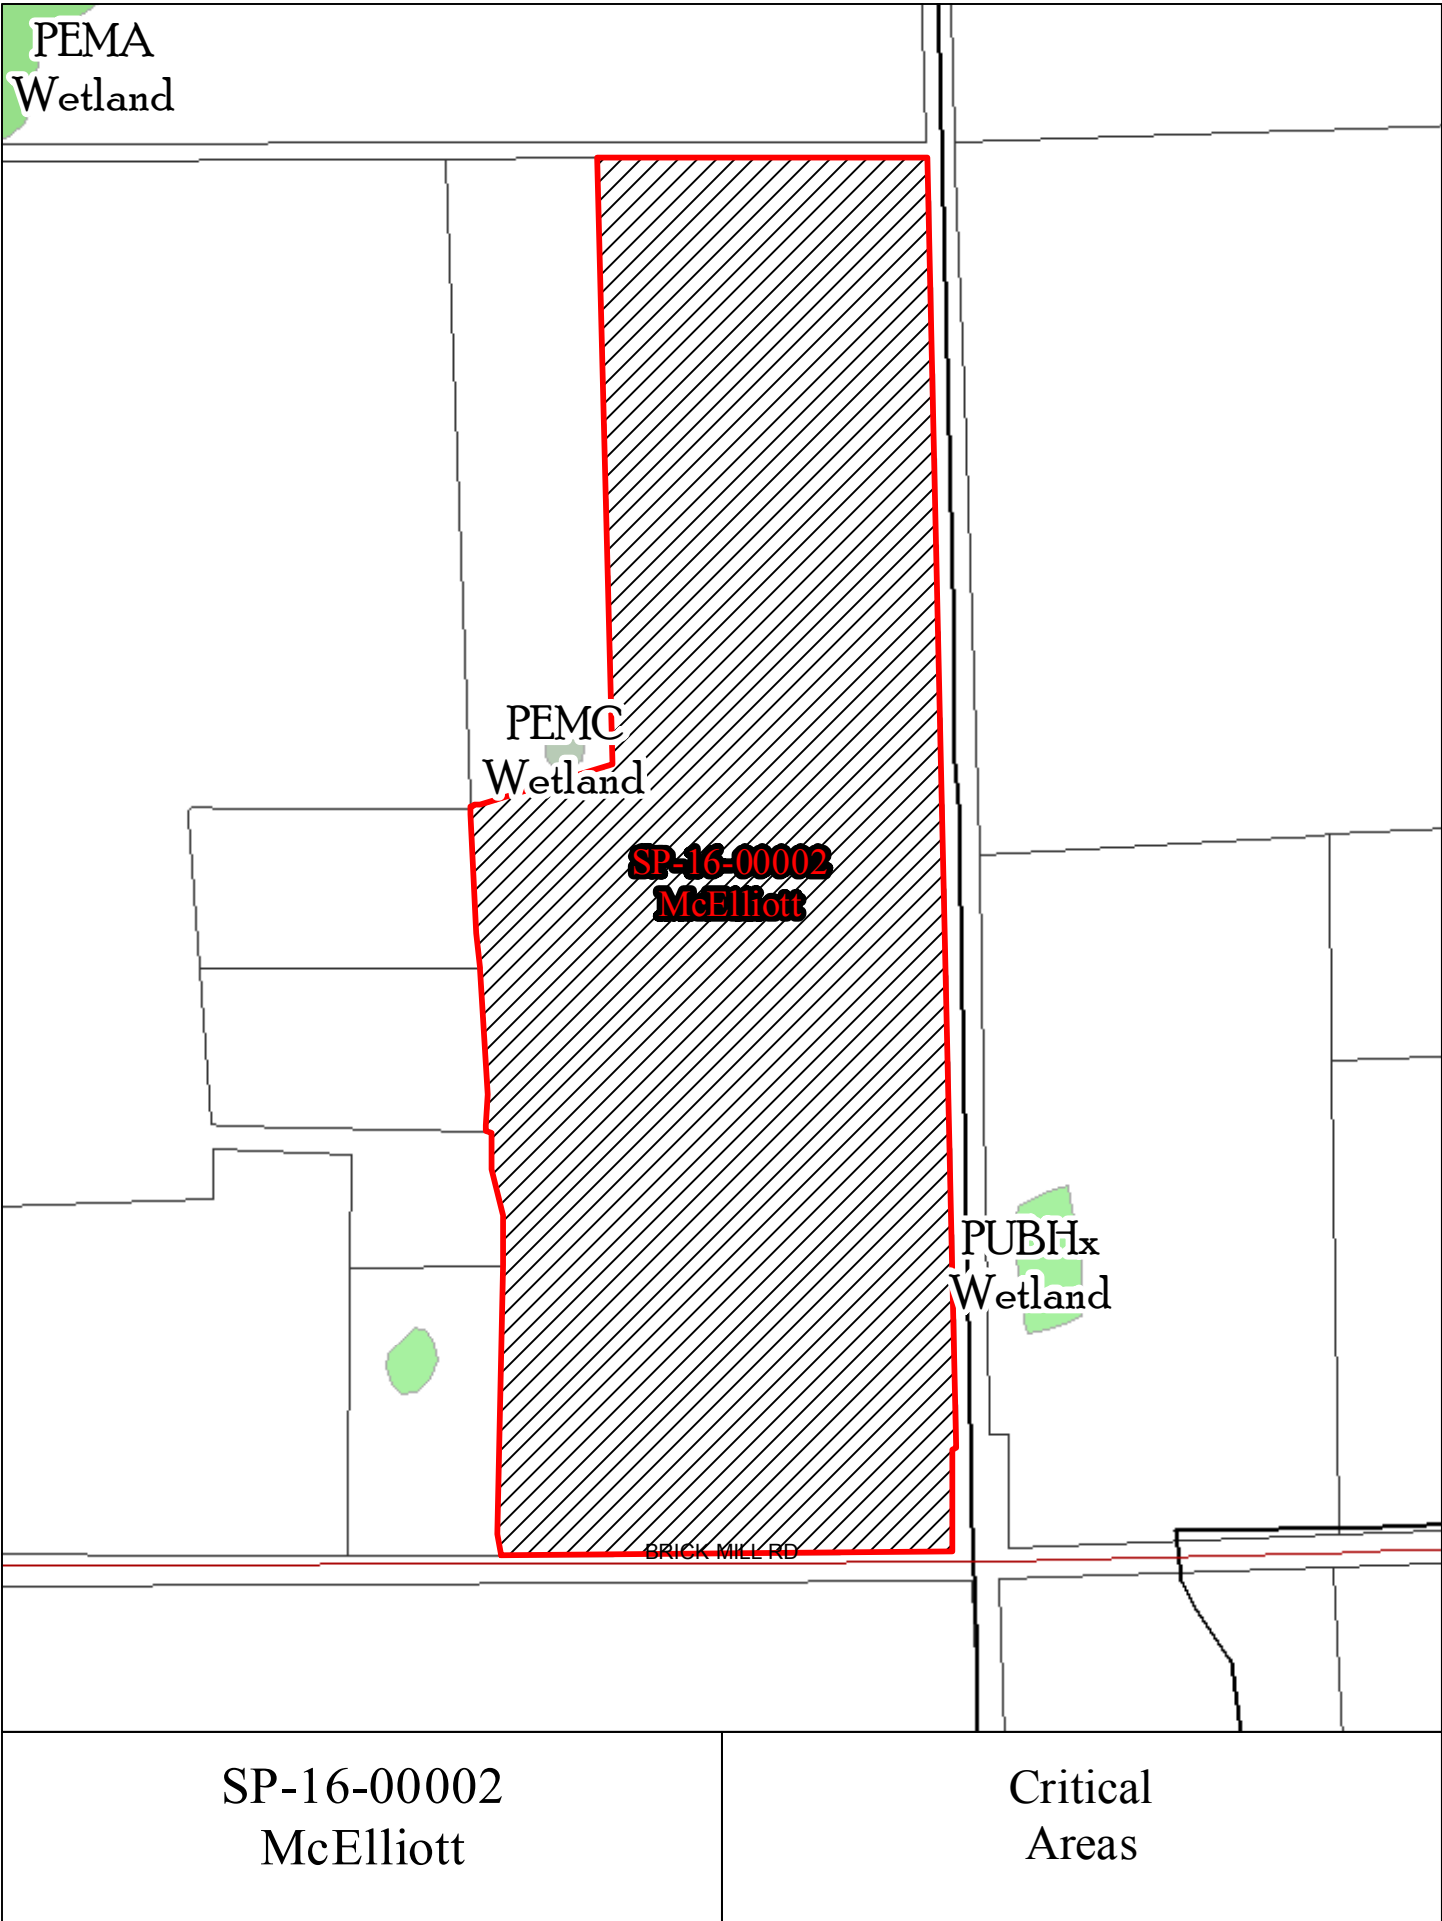 PEMA
Wetland
PEMC
Wetland
SP-16-00002
McElliott
PUBHx
Wetland
BRICK MILL RD
SP-16-00002
McElliott
Critical
Areas